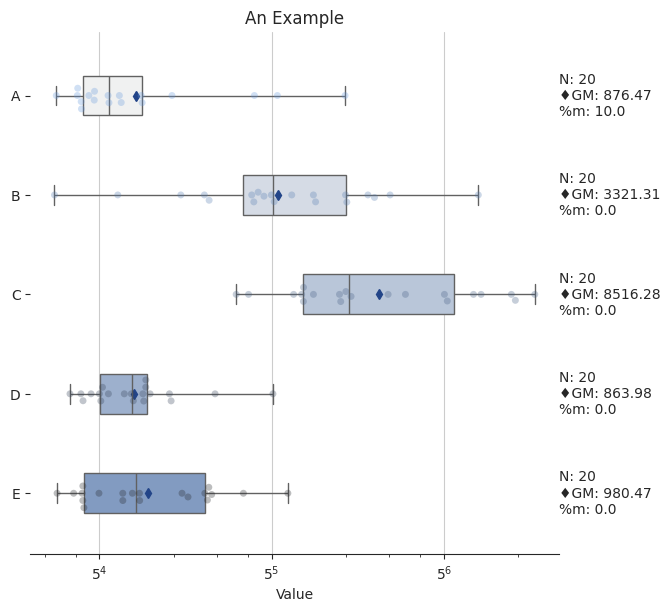 An Example
A
N: 20
♦GM: 876.47
%m: 10.0
B
N: 20
♦GM: 3321.31
%m: 0.0
C
N: 20
♦GM: 8516.28
%m: 0.0
D
N: 20
♦GM: 863.98
%m: 0.0
E
N: 20
♦GM: 980.47
%m: 0.0
5⁴ 5⁵ 5⁶
Value